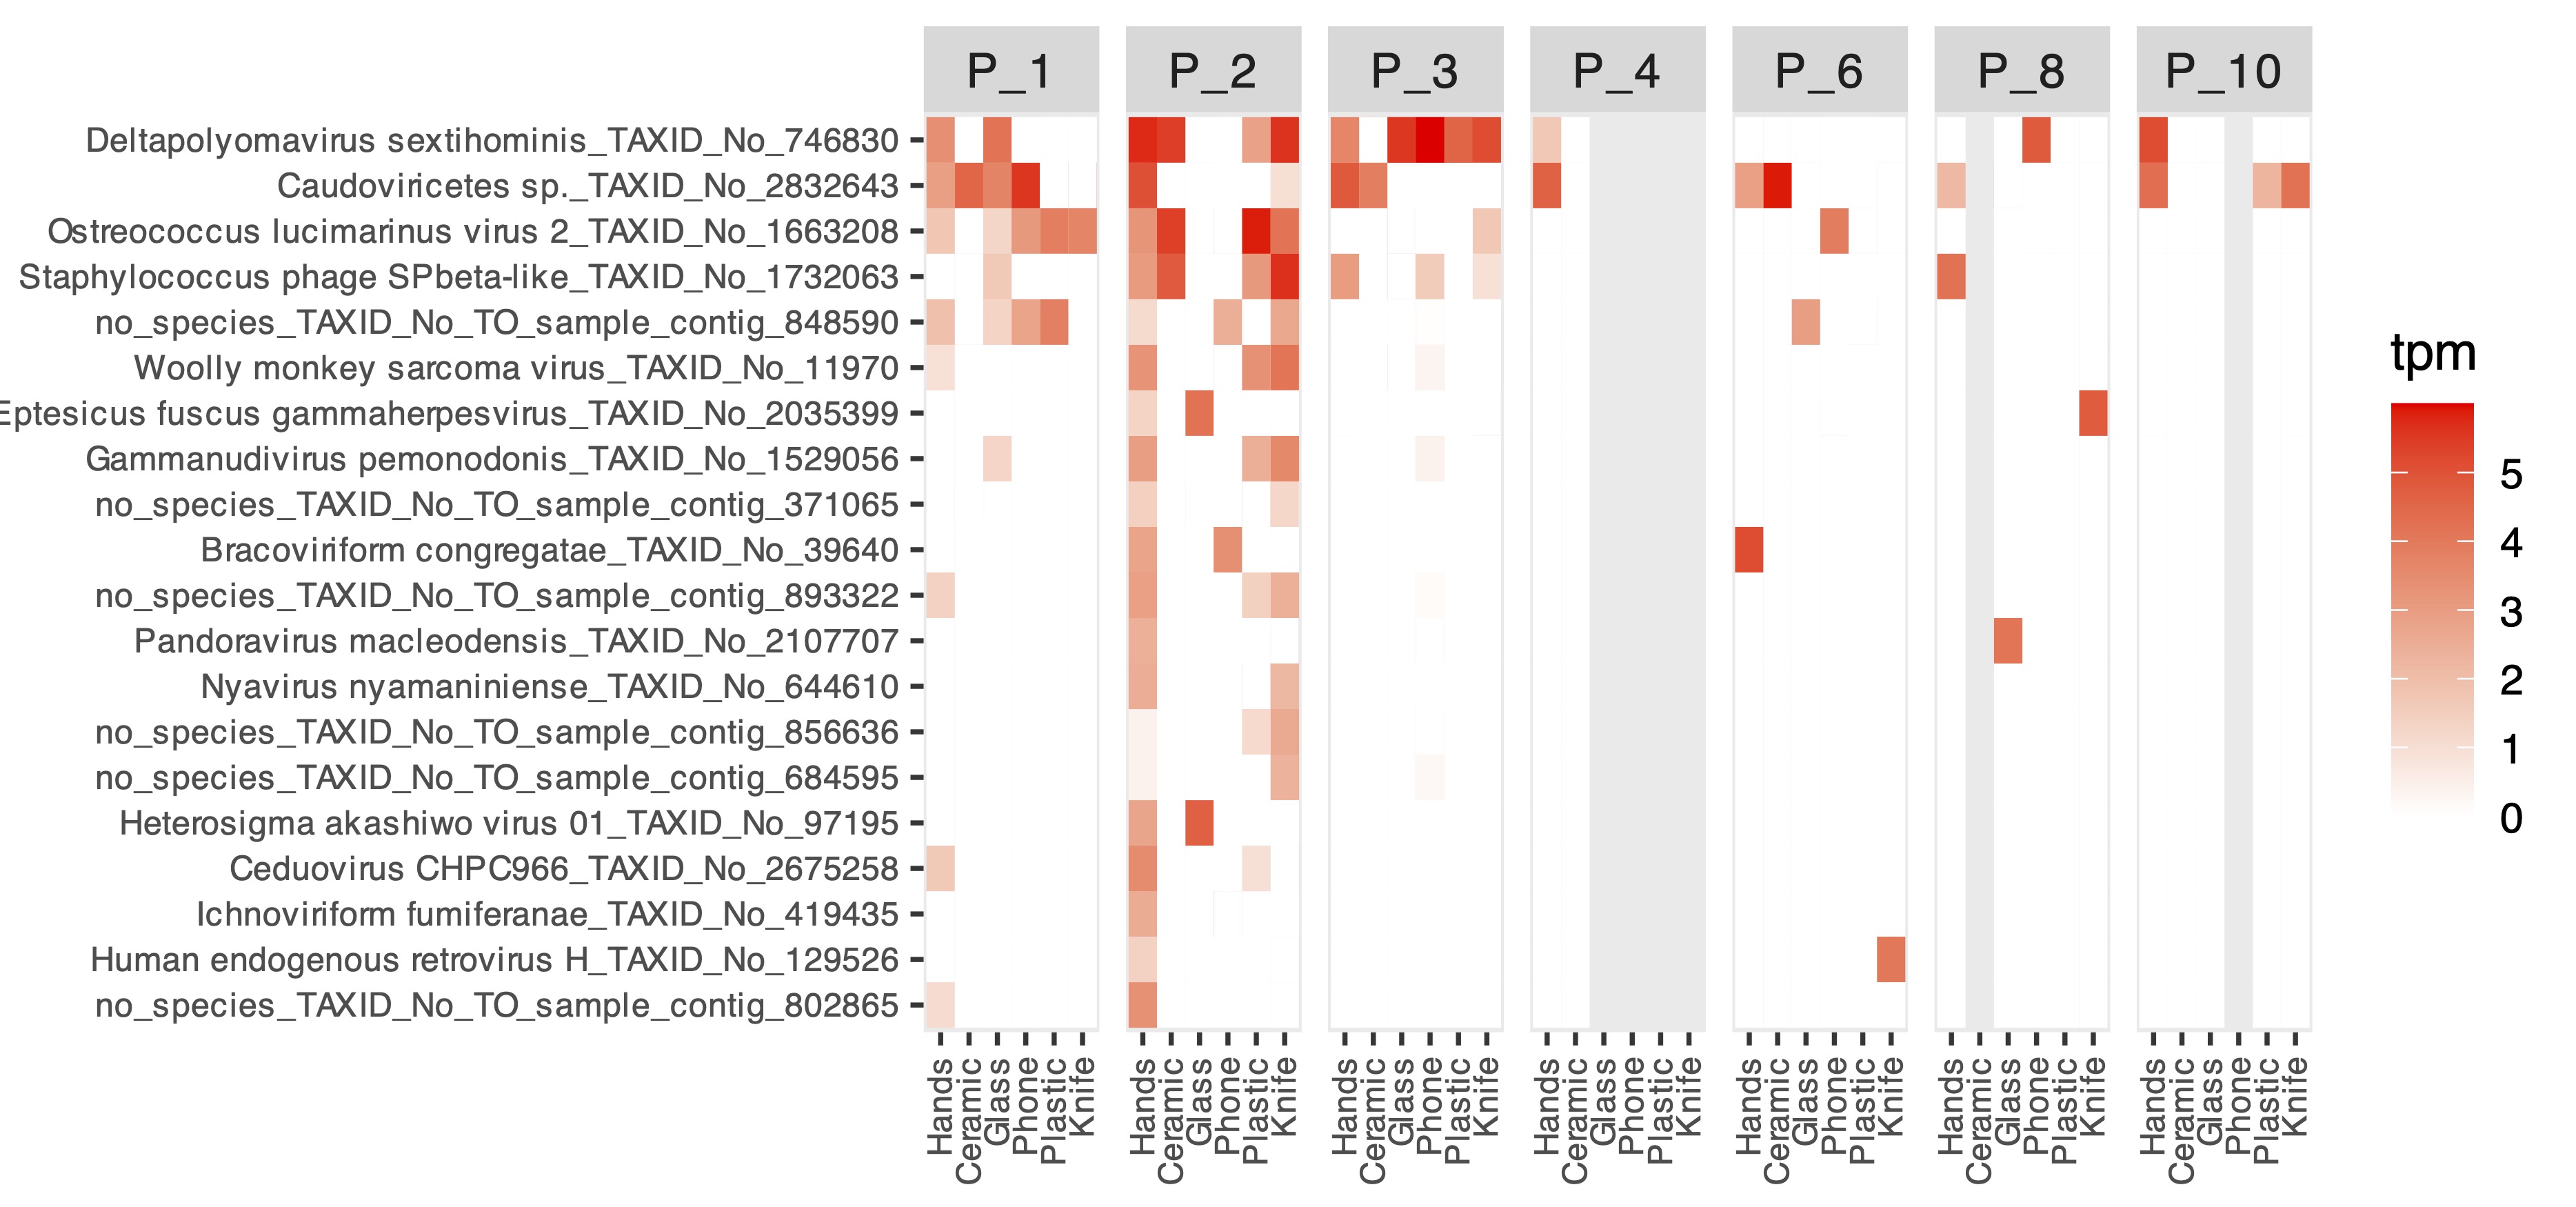 P_1 P_2 P_3 P_4 P_6 P_8 P_10
Deltapolyomavirus sextihominis_TAXID_No_746830
Caudoviricetes sp._TAXID_No_2832643
Ostreococcus lucimarinus virus 2_TAXID_No_1663208
Staphylococcus phage SPbeta-like_TAXID_No_1732063
no_species_TAXID_No_TO_sample_contig_848590
Woolly monkey sarcoma virus_TAXID_No_11970
Eptesicus fuscus gammaherpesvirus_TAXID_No_2035399
Gammanudivirus pemonodonis_TAXID_No_1529056
no_species_TAXID_No_TO_sample_contig_371065
Bracoviriform congregatae_TAXID_No_39640
no_species_TAXID_No_TO_sample_contig_893322
Pandoravirus macleodensis_TAXID_No_2107707
Nyavirus nyamaniniense_TAXID_No_644610
no_species_TAXID_No_TO_sample_contig_856636
no_species_TAXID_No_TO_sample_contig_684595
Heterosigma akashiwo virus 01_TAXID_No_97195
Ceduovirus CHPC966_TAXID_No_2675258
Ichnoviriform fumiferanae_TAXID_No_419435
Human endogenous retrovirus H_TAXID_No_129526
no_species_TAXID_No_TO_sample_contig_802865
Hands Ceramic Glass Phone Plastic Knife Hands Ceramic Glass Phone Plastic Knife Hands Ceramic Glass Phone Plastic Knife Hands Ceramic Glass Phone Plastic Knife Hands Ceramic Glass Phone Plastic Knife Hands Ceramic Glass Phone Plastic Knife Hands Ceramic Glass Phone Plastic Knife
tpm
5
4
3
2
1
0